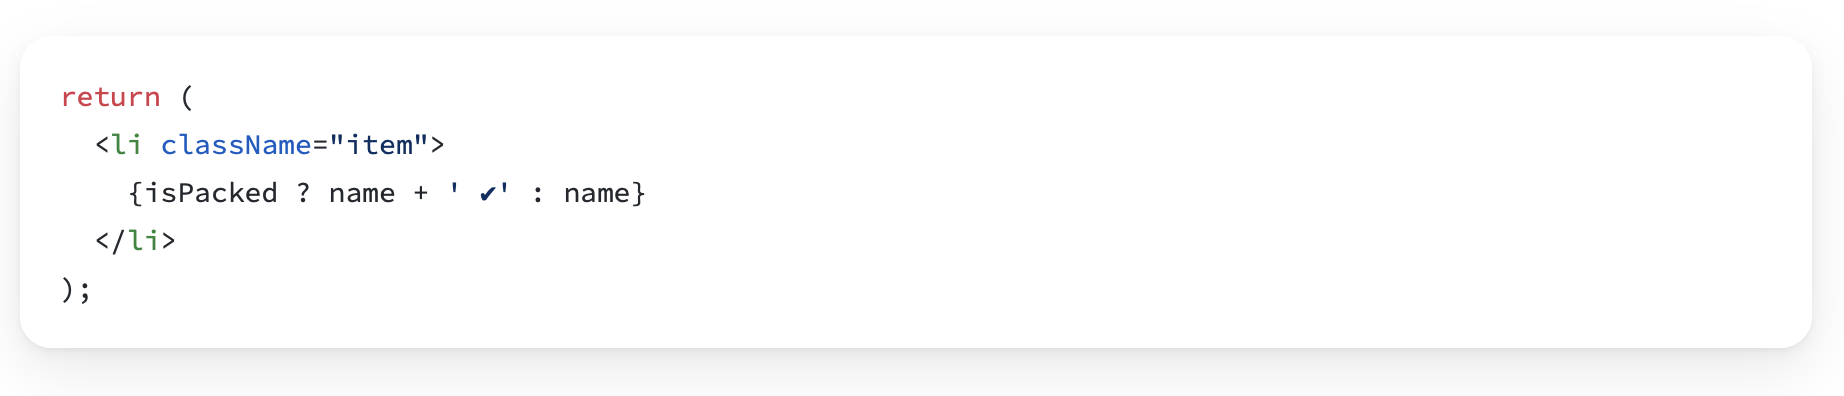 return (
  <li className="item">
    {isPacked ? name + ' ✔' : name}
  </li>
);